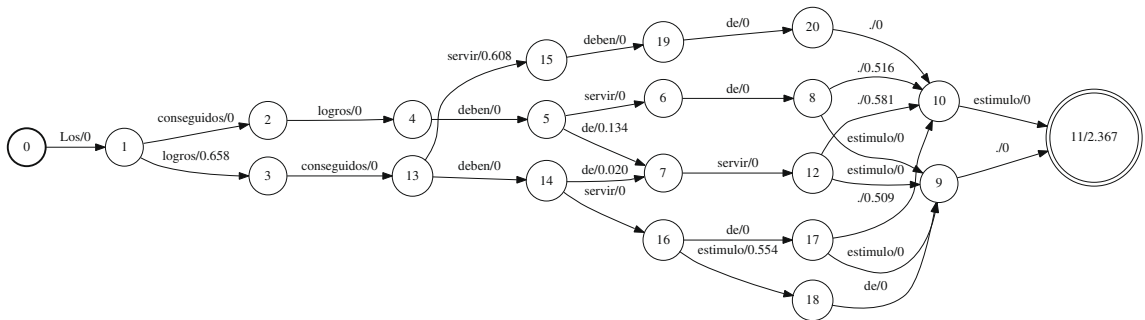 de/0
20
./0
deben/0
19
servir/0.608
15
./0.516
servir/0
6
de/0
8
./0.581
10
estimulo/0
conseguidos/0
2
logros/0
4
deben/0
5
de/0.134
estimulo/0
11/2.367
0
Los/0
1
./0
logros/0.658
3
conseguidos/0
13
deben/0
14
de/0.020
7
servir/0
12
estimulo/0
9
servir/0
./0.509
16
de/0
17
estimulo/0.554
estimulo/0
de/0
18